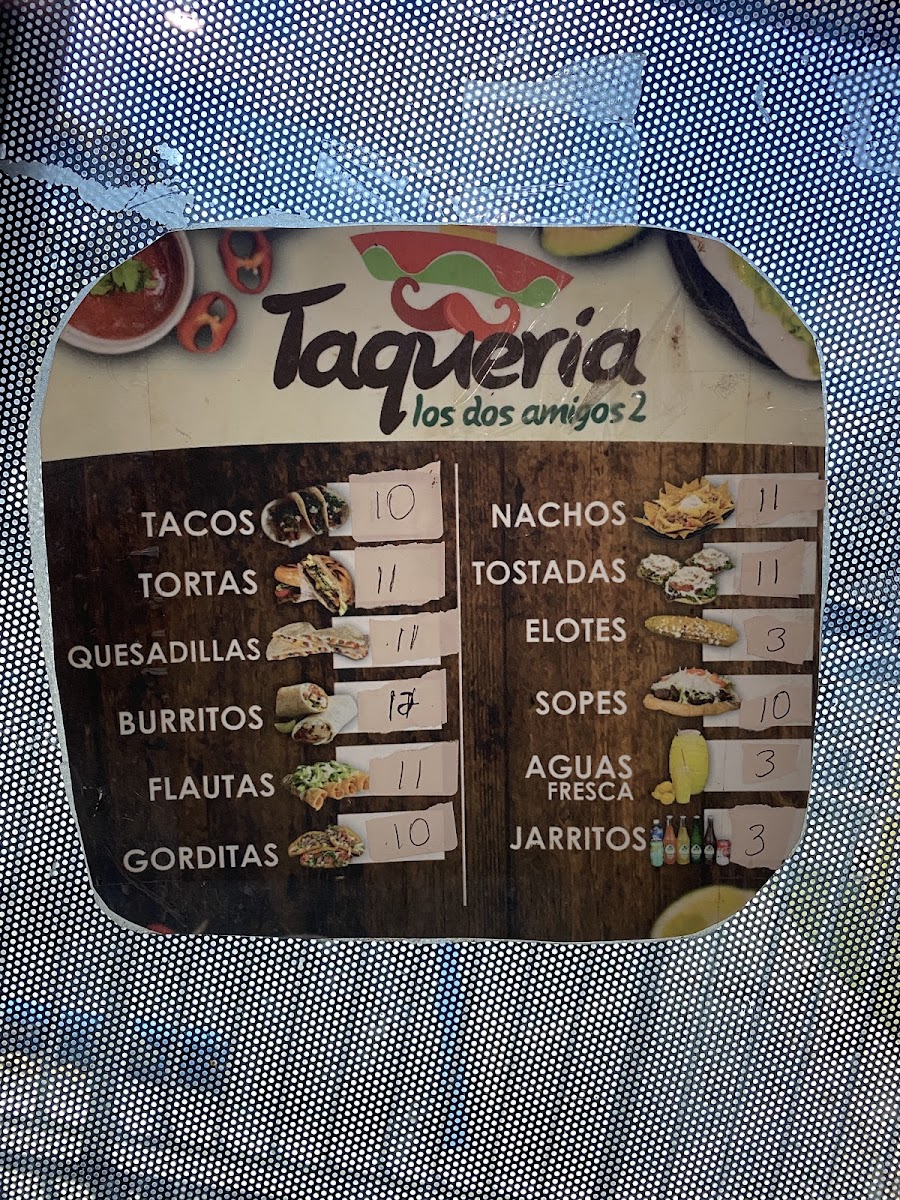 Taqueria
los dos amigos 2
TACOS 10
TORTAS 11
QUESADILLAS 11
BURRITOS
FLAUTAS 11
GORDITAS 10
NACHOS 11
TOSTADAS 11
ELOTES 3
SOPES 10
AGUAS
FRESCA 3
JARRITOS 3